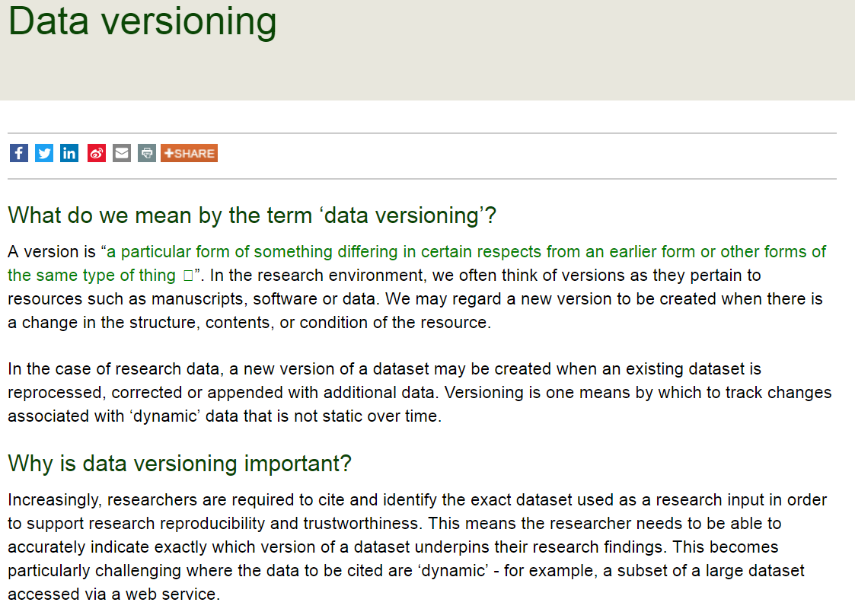 Data versioning
f in +SHARE
What do we mean by the term ‘data versioning’?
A version is “a particular form of something differing in certain respects from an earlier form or other forms of
the same type of thing ”. In the research environment, we often think of versions as they pertain to
resources such as manuscripts, software or data. We may regard a new version to be created when there is
a change in the structure, contents, or condition of the resource.
In the case of research data, a new version of a dataset may be created when an existing dataset is
reprocessed, corrected or appended with additional data. Versioning is one means by which to track changes
associated with ‘dynamic’ data that is not static over time.
Why is data versioning important?
Increasingly, researchers are required to cite and identify the exact dataset used as a research input in order
to support research reproducibility and trustworthiness. This means the researcher needs to be able to
accurately indicate exactly which version of a dataset underpins their research findings. This becomes
particularly challenging where the data to be cited are ‘dynamic’ - for example, a subset of a large dataset
accessed via a web service.